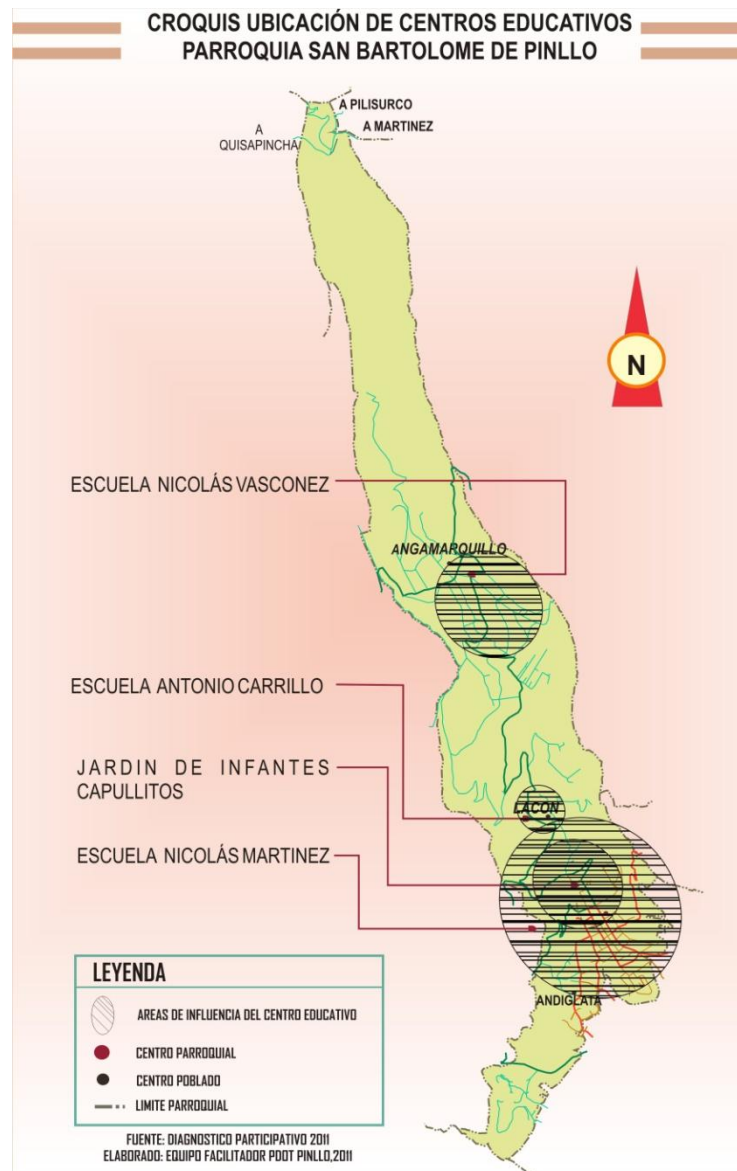 CROQUIS UBICACIÓN DE CENTROS EDUCATIVOS
PARROQUIA SAN BARTOLOME DE PINLLO
A PILISURCO
A MARTINEZ
A
QUISAPINCHA
N
ESCUELA NICOLÁS VASCONEZ
ANGAMARQUILLO
ESCUELA ANTONIO CARRILLO
LACON
JARDIN DE INFANTES
CAPULLITOS
ESCUELA NICOLÁS MARTINEZ
ANDIGLATA
LEYENDA
AREAS DE INFLUENCIA DEL CENTRO EDUCATIVO
CENTRO PARROQUIAL
CENTRO POBLADO
LIMITE PARROQUIAL
FUENTE: DIAGNOSTICO PARTICIPATIVO 2011
ELABORADO: EQUIPO FACILITADOR PDOT PINLLO,2011